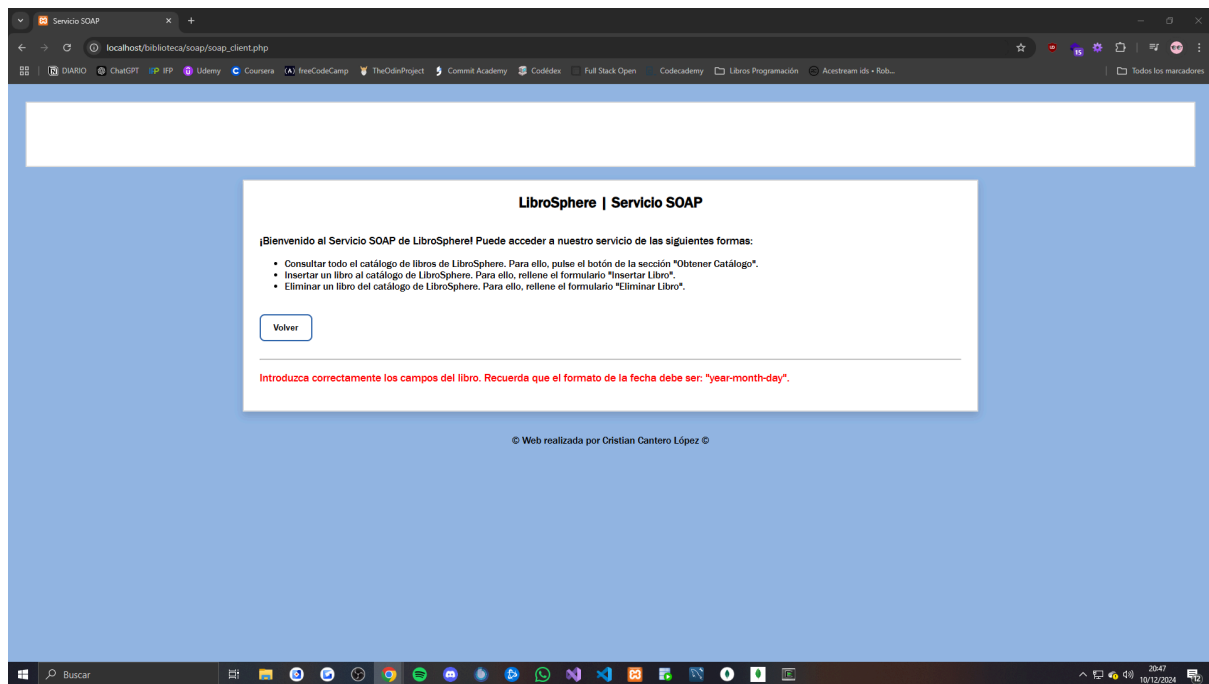 Servicio SOAP
localhost/biblioteca/soap/soap_client.php
15
DIARIO ChatGPT IFP IFP Udemy Coursera freeCodeCamp TheOdinProject Commit Academy Codédex Full Stack Open Codecademy Libros Programación Acestream ids • Rob... Todos los marcadores
LibroSphere | Servicio SOAP
¡Bienvenido al Servicio SOAP de LibroSphere! Puede acceder a nuestro servicio de las siguientes formas:
• Consultar todo el catálogo de libros de LibroSphere. Para ello, pulse el botón de la sección "Obtener Catálogo".
• Insertar un libro al catálogo de LibroSphere. Para ello, rellene el formulario "Insertar Libro".
• Eliminar un libro del catálogo de LibroSphere. Para ello, rellene el formulario "Eliminar Libro".
Volver
Introduzca correctamente los campos del libro. Recuerda que el formato de la fecha debe ser: "year-month-day".
© Web realizada por Cristian Cantero López ©
Buscar
20:47
10/12/2024